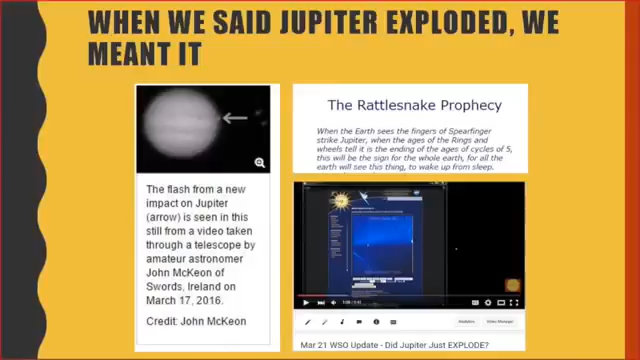 WHEN WE SAID JUPITER EXPLODED, WE
MEANT IT
The flash from a new
impact on Jupiter
(arrow) is seen in this
still from a video taken
through a telescope by
amateur astronomer
John McKeon of
Swords, Ireland on
March 17, 2016.
Credit: John McKeon
The Rattlesnake Prophecy
When the Earth sees the fingers of Spearfinger
strike Jupiter, when the ages of the Rings and
wheels tell it is the ending of the ages of cycles of 5,
this will be the sign for the whole earth, for all the
earth will see this thing, to wake up from sleep.
Mar 21 WSO Update - Did Jupiter Just EXPLODE?